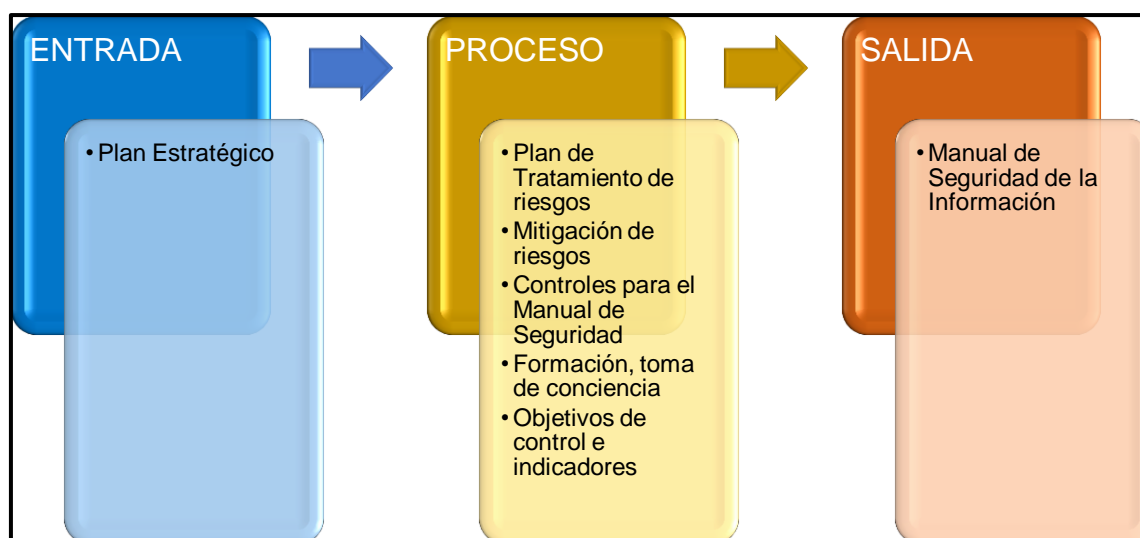 ENTRADA
• Plan Estratégico
PROCESO
• Plan de
Tratamiento de
riesgos
• Mitigación de
riesgos
• Controles para el
Manual de
Seguridad
• Formación, toma
de conciencia
• Objetivos de
control e
indicadores
SALIDA
• Manual de
Seguridad de la
Información